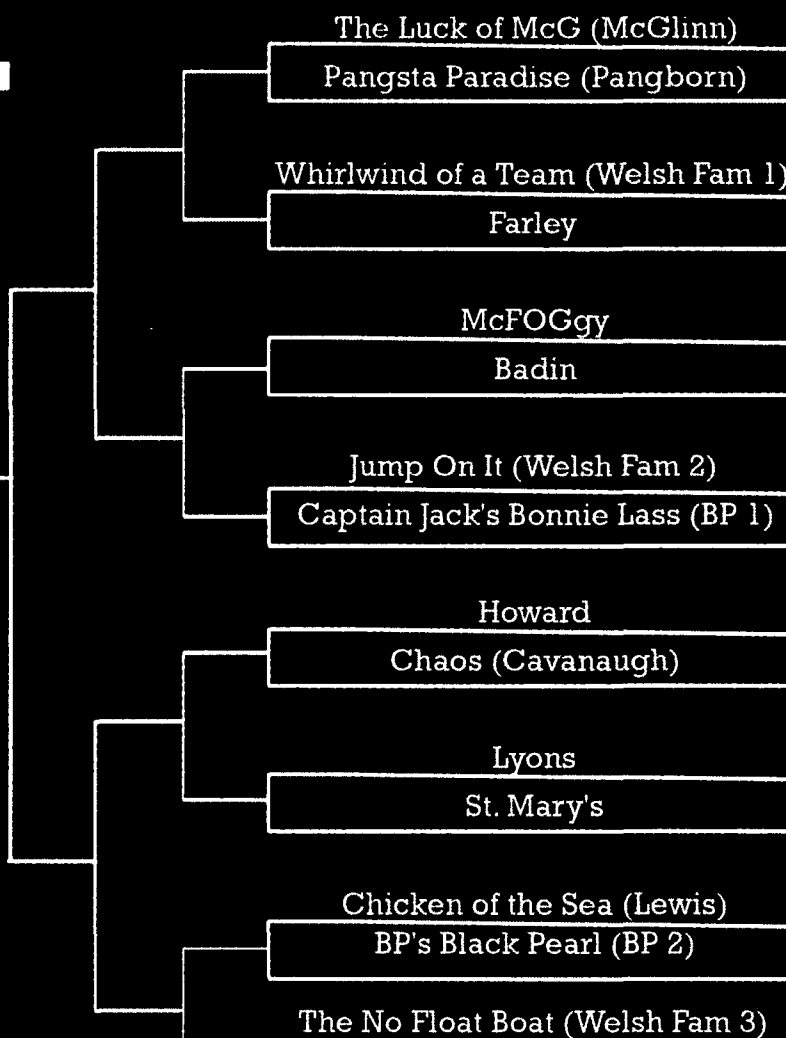 The Luck of McG (McGlinn)
Pangsta Paradise (Pangborn)
Whirlwind of a Team (Welsh Fam 1)
Farley
McFOGgy
Badin
Jump On It (Welsh Fam 2)
Captain Jack's Bonnie Lass (BP 1)
Howard
Chaos (Cavanaugh)
Lyons
St. Mary's
Chicken of the Sea (Lewis)
BP's Black Pearl (BP 2)
The No Float Boat (Welsh Fam 3)